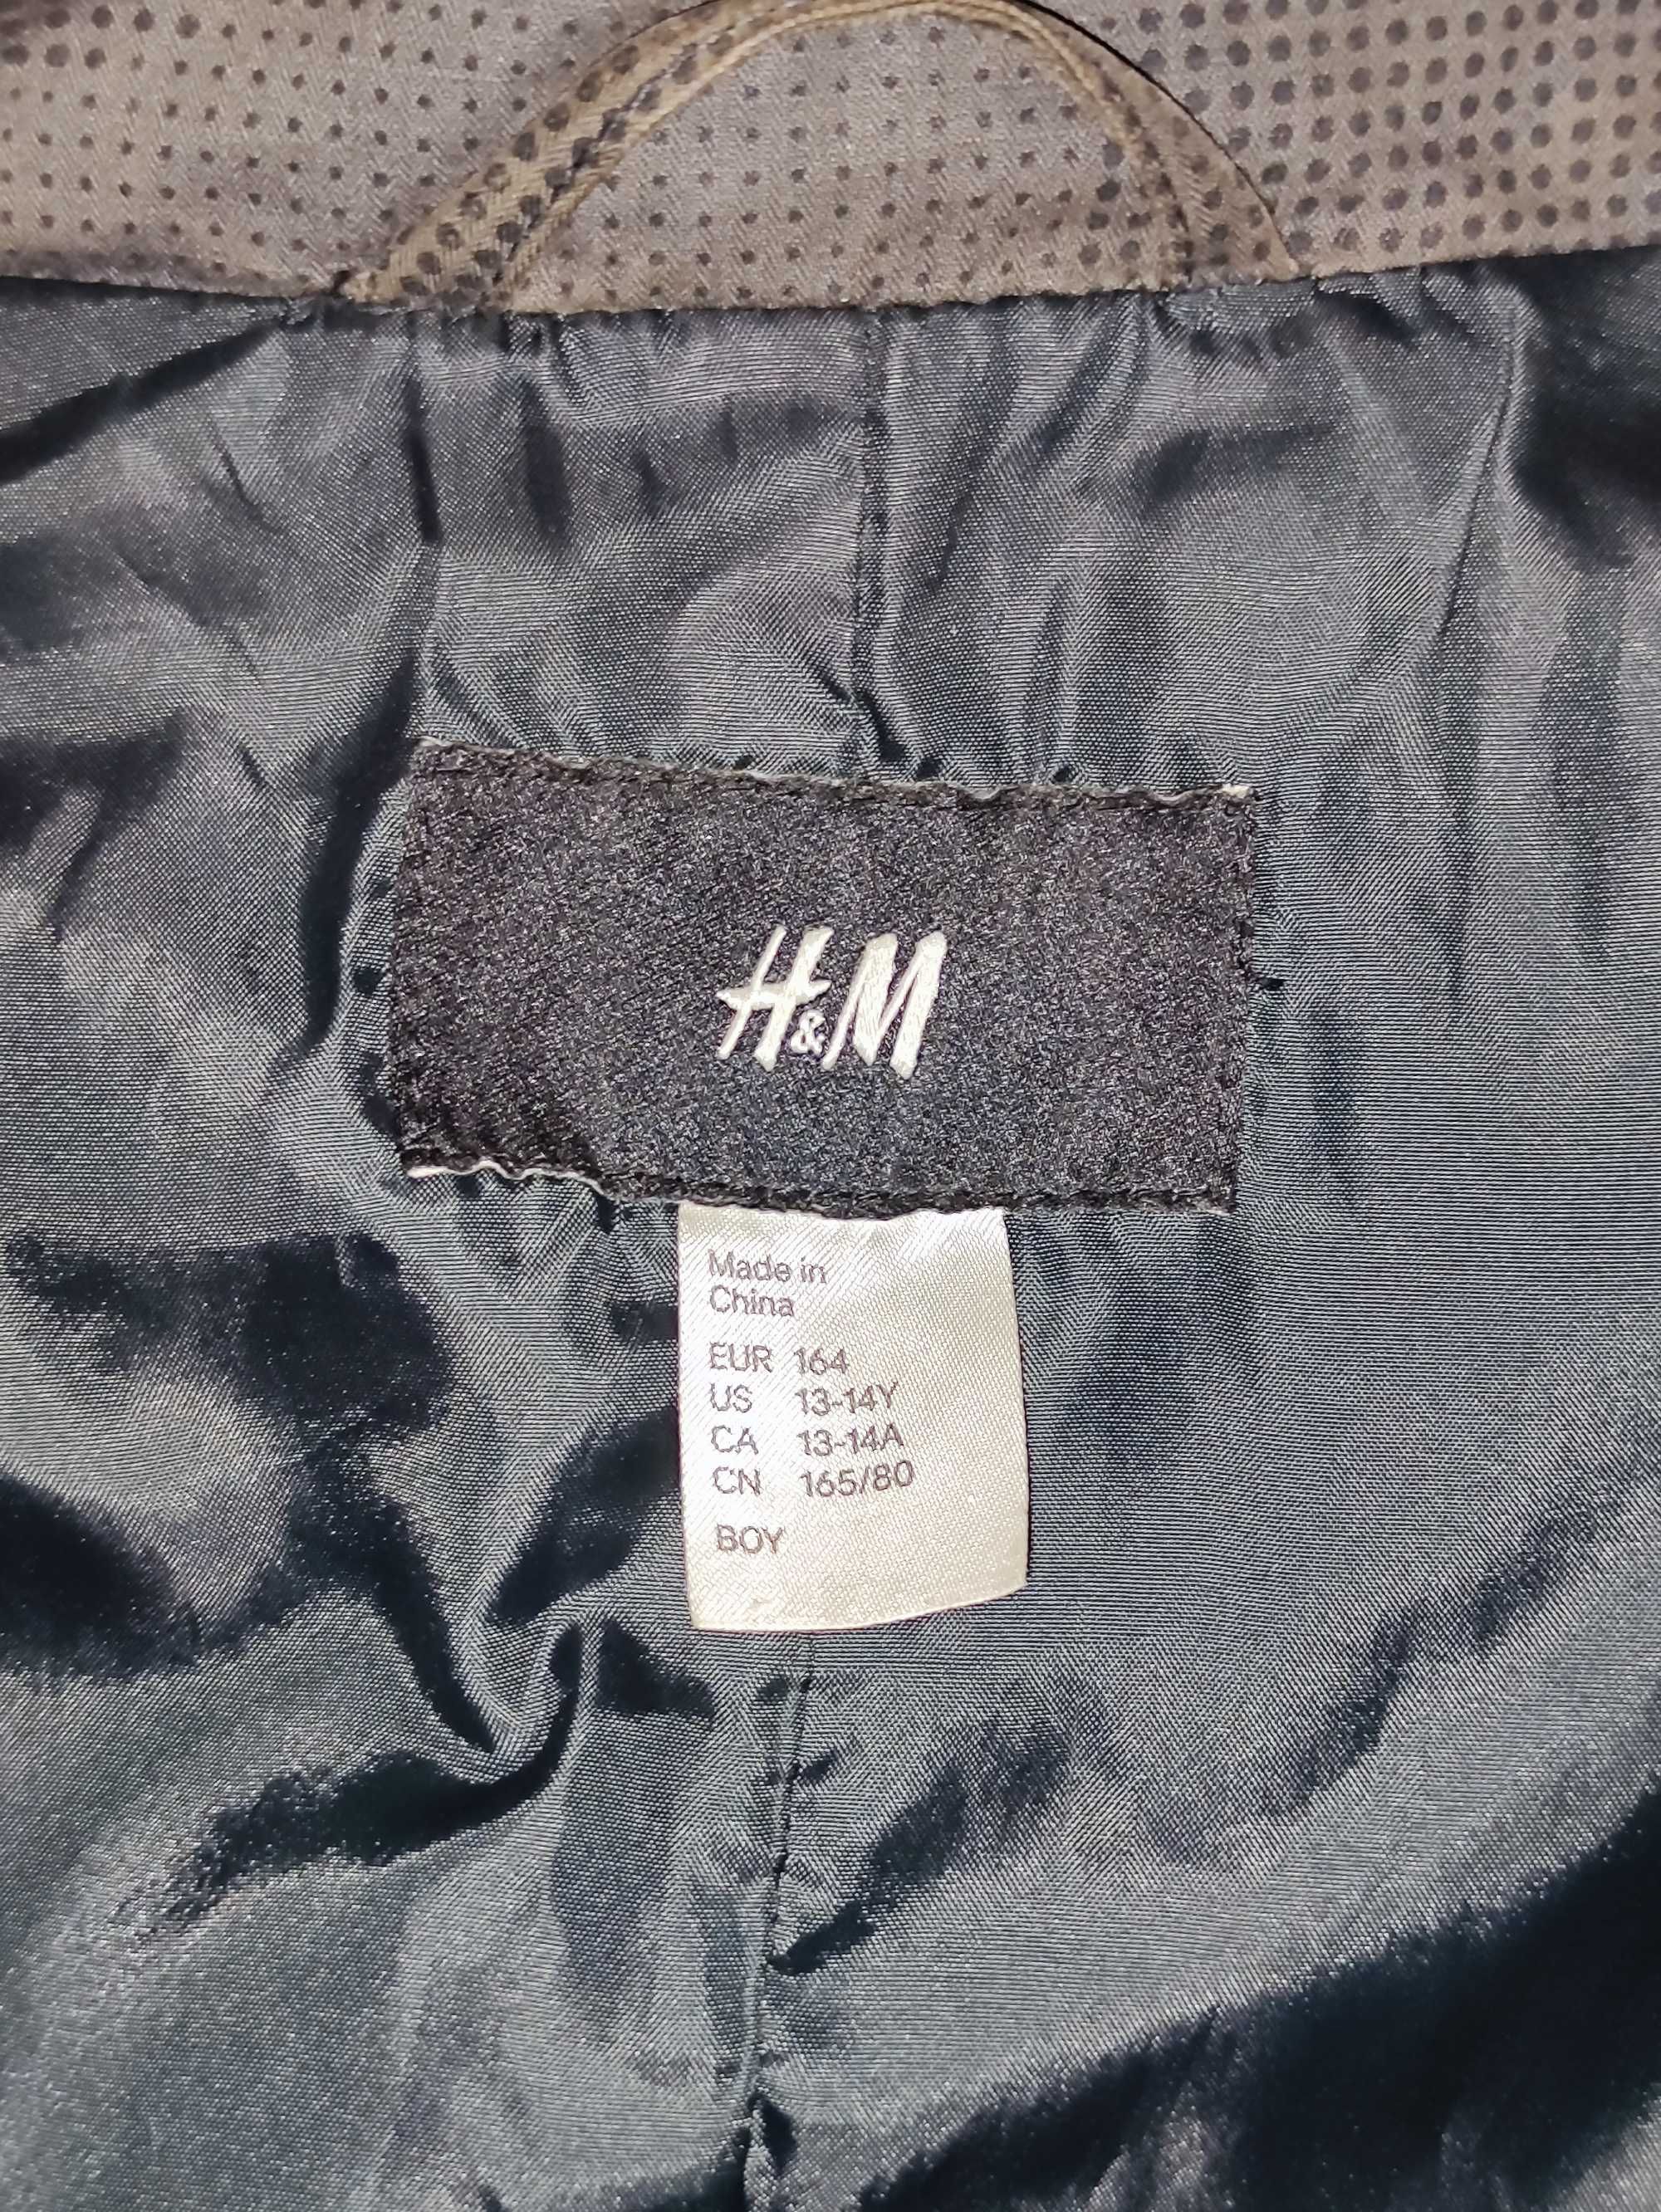 H&M
Made in
China
EUR 164
US 13-14Y
CA 13-14A
CN 165/80
BOY